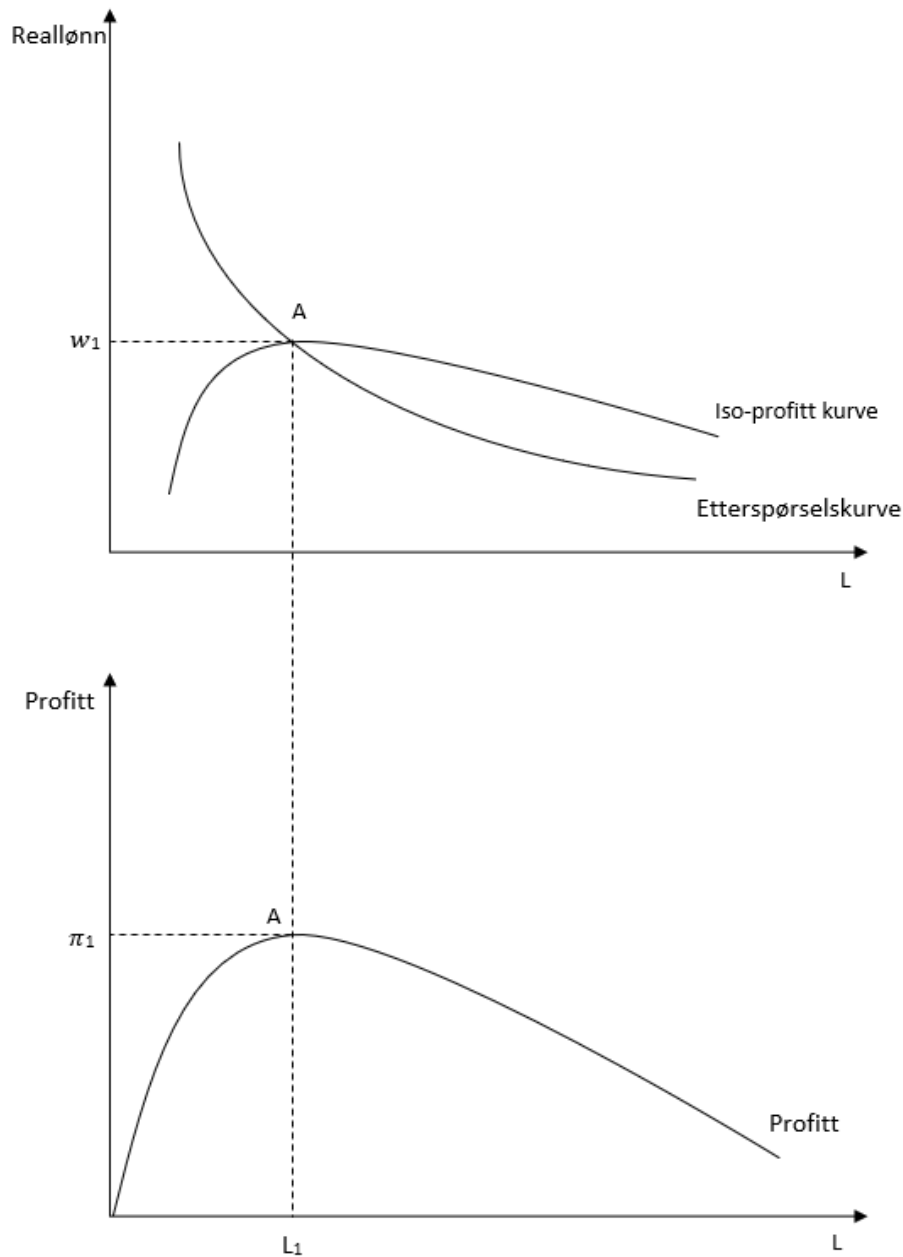 Reallønn
A
w₁
Iso-profitt kurve
Etterspørselskurve
L
Profitt
A
π₁
Profitt
L₁
L